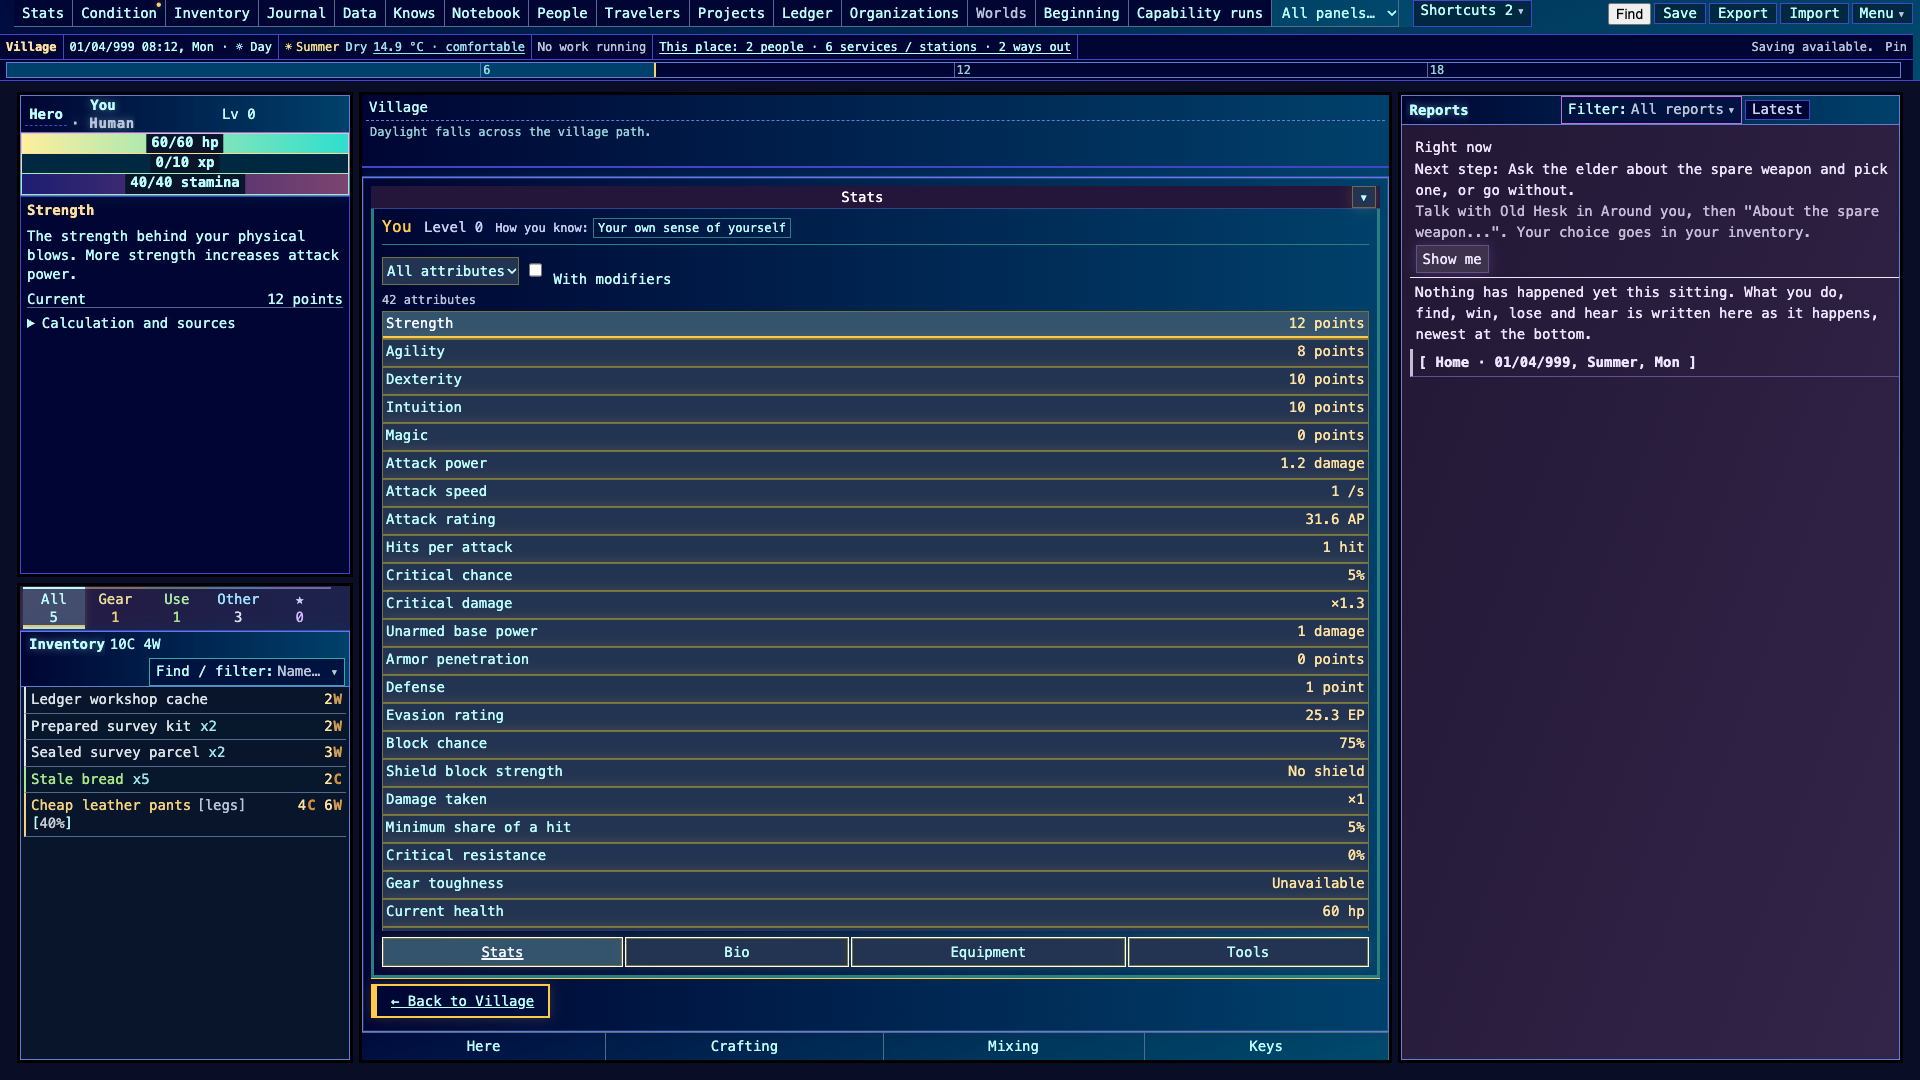 Stats Condition Inventory Journal Data Knows Notebook People Travelers Projects Ledger Organizations Worlds Beginning Capability runs All panels… Shortcuts 2 ▾ Find Save Export Import Menu ▾
Village 01/04/999 08:12, Mon · ☀ Day ☀ Summer Dry 14.9 °C · comfortable No work running This place: 2 people · 6 services / stations · 2 ways out Saving available. Pin
6 12 18
Hero · You Human Lv 0
60/60 hp
0/10 xp
40/40 stamina
Strength
The strength behind your physical
blows. More strength increases attack
power.
Current 12 points
▶ Calculation and sources
All 5 Gear 1 Use 1 Other 3 ★ 0
Inventory 10C 4W
Find / filter: Name… ▾
Ledger workshop cache 2W
Prepared survey kit x2 2W
Sealed survey parcel x2 3W
Stale bread x5 2C
Cheap leather pants [legs] 4C 6W
[40%]
Village
Daylight falls across the village path.
Stats ▾
You Level 0 How you know: Your own sense of yourself
All attributes With modifiers
42 attributes
Strength 12 points
Agility 8 points
Dexterity 10 points
Intuition 10 points
Magic 0 points
Attack power 1.2 damage
Attack speed 1 /s
Attack rating 31.6 AP
Hits per attack 1 hit
Critical chance 5%
Critical damage ×1.3
Unarmed base power 1 damage
Armor penetration 0 points
Defense 1 point
Evasion rating 25.3 EP
Block chance 75%
Shield block strength No shield
Damage taken ×1
Minimum share of a hit 5%
Critical resistance 0%
Gear toughness Unavailable
Current health 60 hp
Stats Bio Equipment Tools
← Back to Village
Here Crafting Mixing Keys
Reports Filter: All reports ▾ Latest
Right now
Next step: Ask the elder about the spare weapon and pick
one, or go without.
Talk with Old Hesk in Around you, then "About the spare
weapon...". Your choice goes in your inventory.
Show me
Nothing has happened yet this sitting. What you do,
find, win, lose and hear is written here as it happens,
newest at the bottom.
[ Home · 01/04/999, Summer, Mon ]